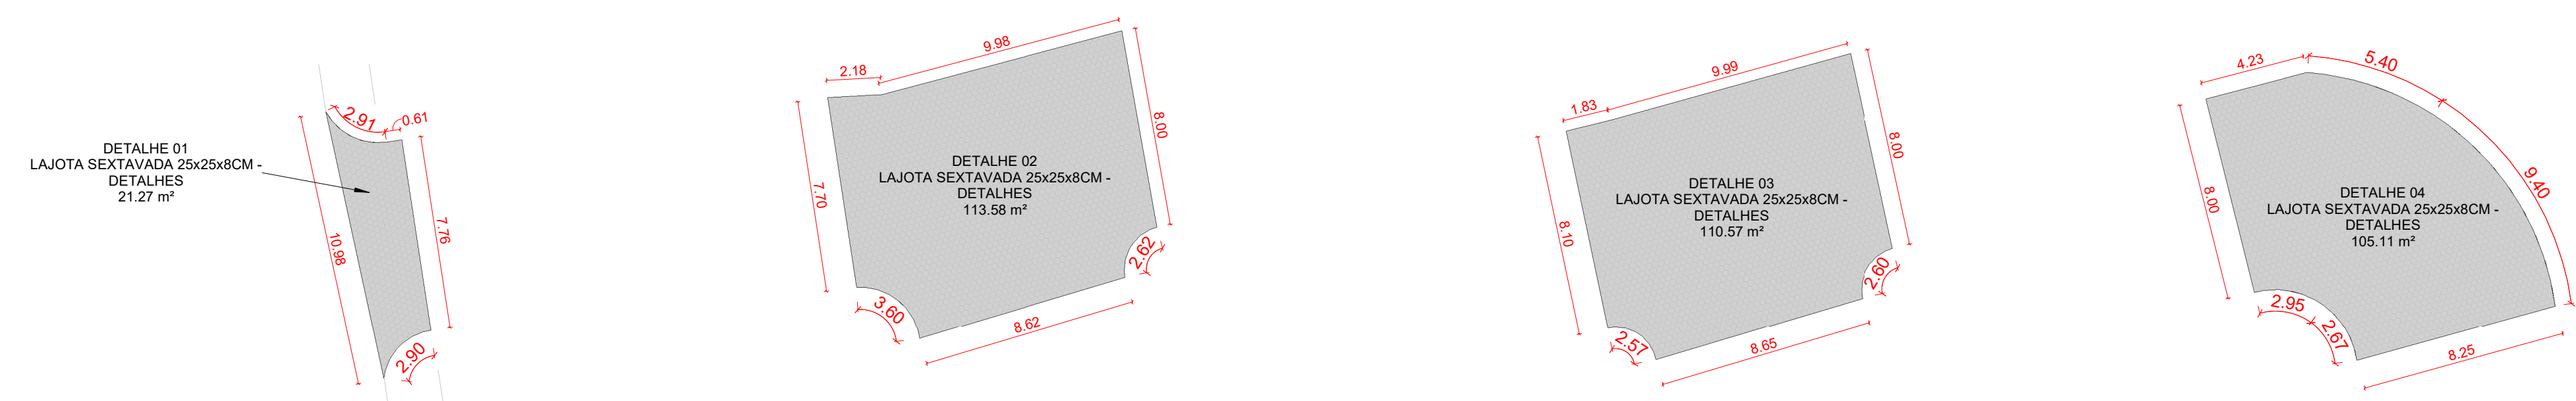 DETALHE 01
LAJOTA SEXTAVADA 25x25x8CM -
DETALHES
21.27 m²
2.91
0.61
10.98
7.76
2.90
9.98
2.18
7.70
8.00
DETALHE 02
LAJOTA SEXTAVADA 25x25x8CM -
DETALHES
113.58 m²
2.62
3.60
8.62
9.99
1.83
8.10
8.00
DETALHE 03
LAJOTA SEXTAVADA 25x25x8CM -
DETALHES
110.57 m²
2.60
2.57
8.65
4.23
5.40
9.40
8.00
DETALHE 04
LAJOTA SEXTAVADA 25x25x8CM -
DETALHES
105.11 m²
2.95
2.67
8.25